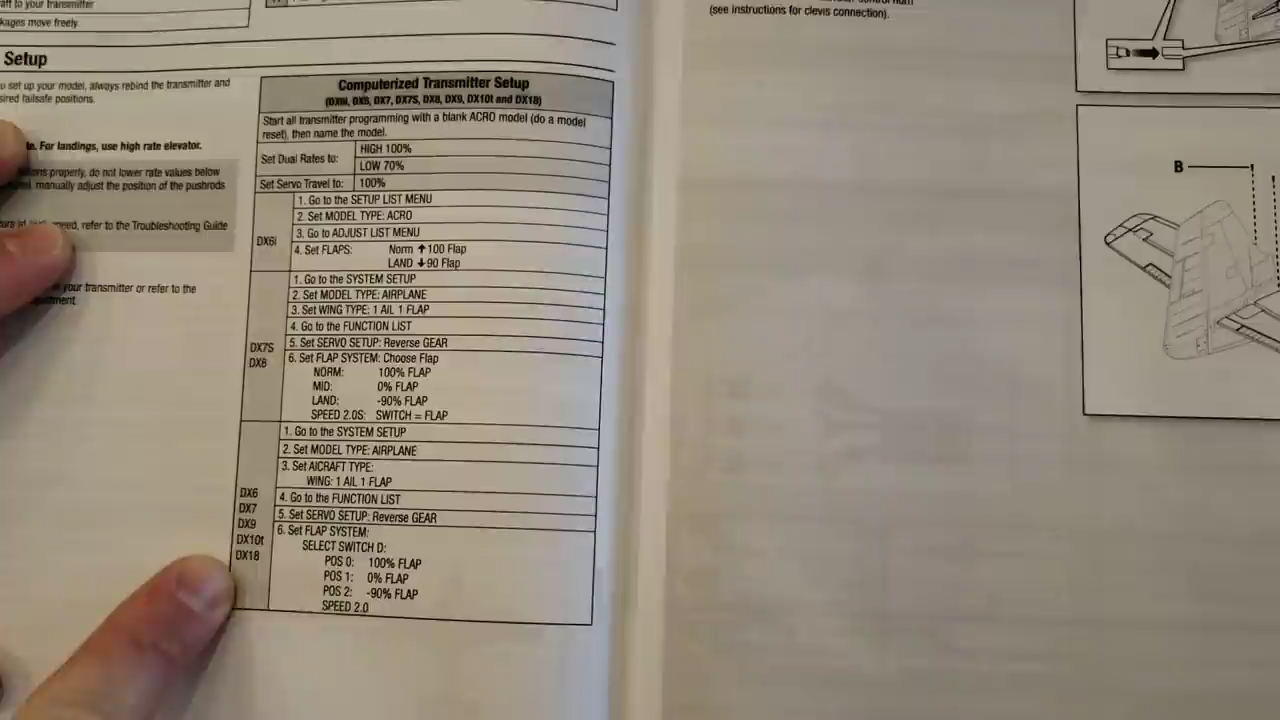 to your transmitter
kages move freely.
Setup
u set up your model, always rebind the transmitter and
sired failsafe positions.
For landings, use high rate elevator.
properly, do not lower rate values below
manually adjust the position of the pushrods
refer to the Troubleshooting Guide
your transmitter or refer to the
Computerized Transmitter Setup
(DX6i, DX6, DX7, DX7S, DX8, DX9, DX10t and DX18)
Start all transmitter programming with a blank ACRO model (do a model
reset), then name the model.
Set Dual Rates to:
HIGH 100%
LOW 70%
Set Servo Travel to:
100%
DX6i
1. Go to the SETUP LIST MENU
2. Set MODEL TYPE: ACRO
3. Go to ADJUST LIST MENU
4. Set FLAPS: Norm ↑100 Flap
LAND ↓90 Flap
DX7S
DX8
1. Go to the SYSTEM SETUP
2. Set MODEL TYPE: AIRPLANE
3. Set WING TYPE: 1 AIL 1 FLAP
4. Go to the FUNCTION LIST
5. Set SERVO SETUP: Reverse GEAR
6. Set FLAP SYSTEM: Choose Flap
NORM: 100% FLAP
MID: 0% FLAP
LAND: -90% FLAP
SPEED 2.0S: SWITCH = FLAP
DX6
DX7
DX9
DX10t
DX18
1. Go to the SYSTEM SETUP
2. Set MODEL TYPE: AIRPLANE
3. Set AICRAFT TYPE:
WING: 1 AIL 1 FLAP
4. Go to the FUNCTION LIST
5. Set SERVO SETUP: Reverse GEAR
6. Set FLAP SYSTEM:
SELECT SWITCH D:
POS 0: 100% FLAP
POS 1: 0% FLAP
POS 2: -90% FLAP
SPEED 2.0
(see instructions for clevis connection).
B